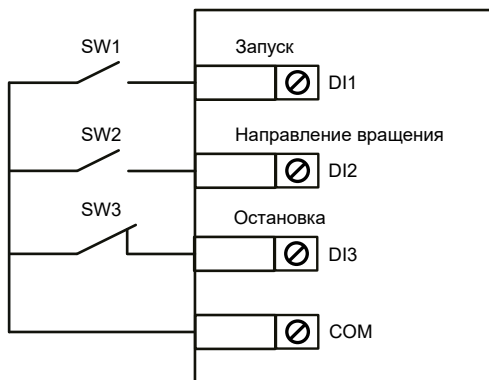 SW1
Запуск
DI1
SW2
Направление вращения
DI2
SW3
Остановка
DI3
COM